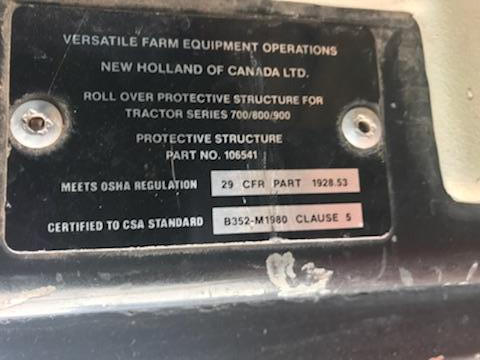 VERSATILE FARM EQUIPMENT OPERATIONS
NEW HOLLAND OF CANADA LTD.
ROLL OVER PROTECTIVE STRUCTURE FOR
TRACTOR SERIES 700/800/900
PROTECTIVE STRUCTURE
PART NO. 106541
MEETS OSHA REGULATION 29 CFR PART 1928.53
CERTIFIED TO CSA STANDARD B352-M1980 CLAUSE 5